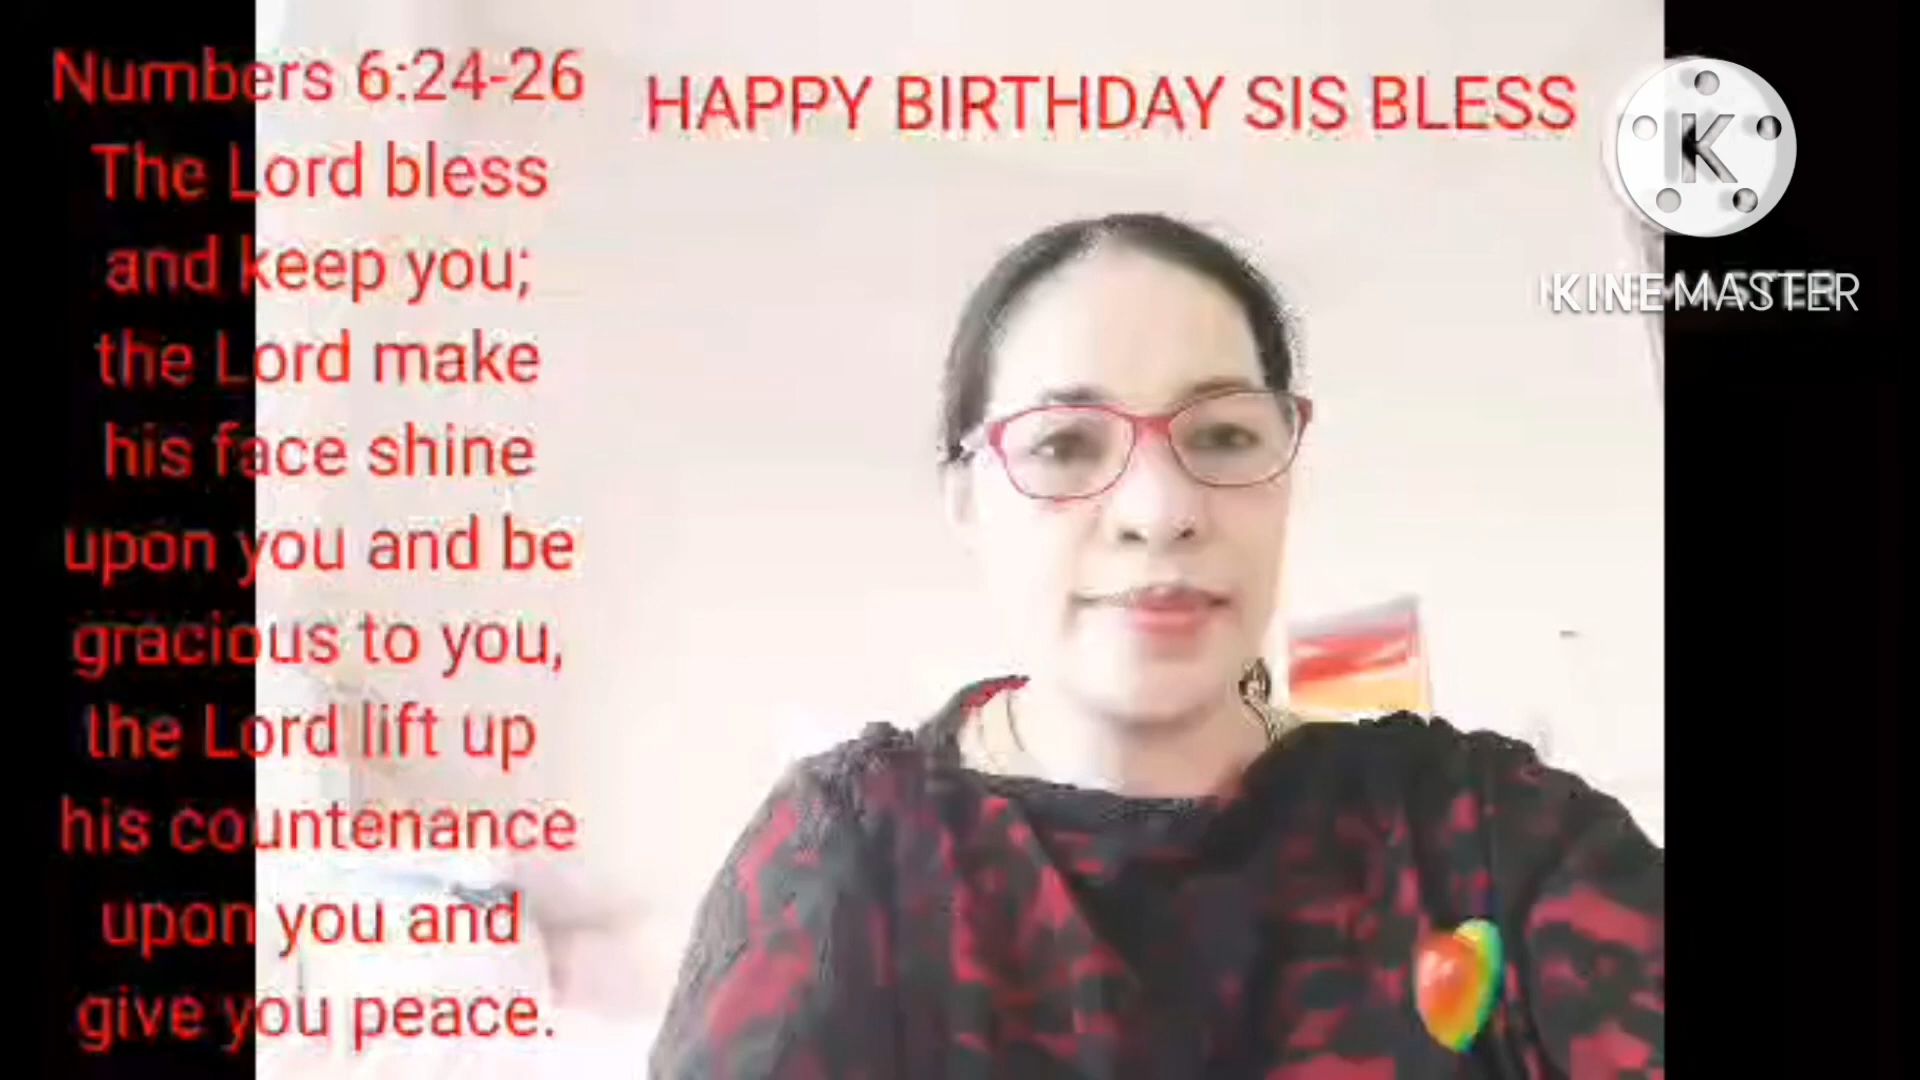 Numbers 6:24-26
The Lord bless
and keep you;
the Lord make
his face shine
upon you and be
gracious to you,
the Lord lift up
his countenance
upon you and
give you peace.
HAPPY BIRTHDAY SIS BLESS
K
KINEMASTER